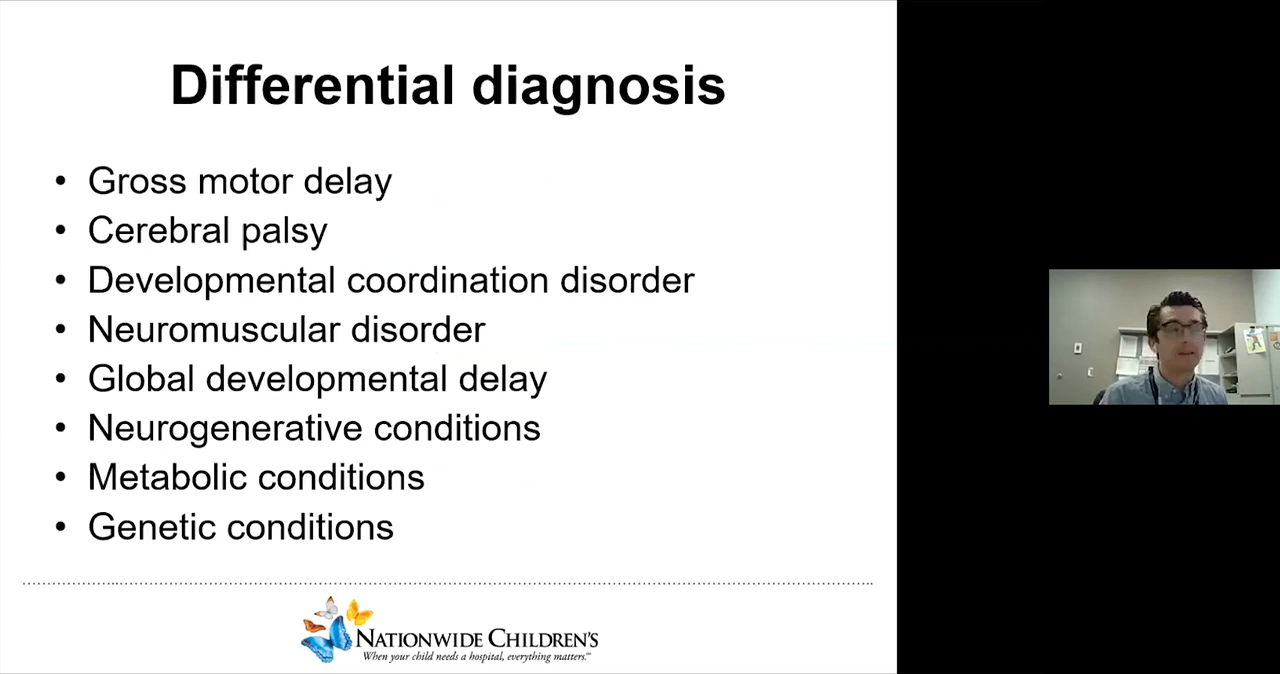 Differential diagnosis
• Gross motor delay
• Cerebral palsy
• Developmental coordination disorder
• Neuromuscular disorder
• Global developmental delay
• Neurogenerative conditions
• Metabolic conditions
• Genetic conditions
NATIONWIDE CHILDREN'S
When your child needs a hospital, everything matters.℠